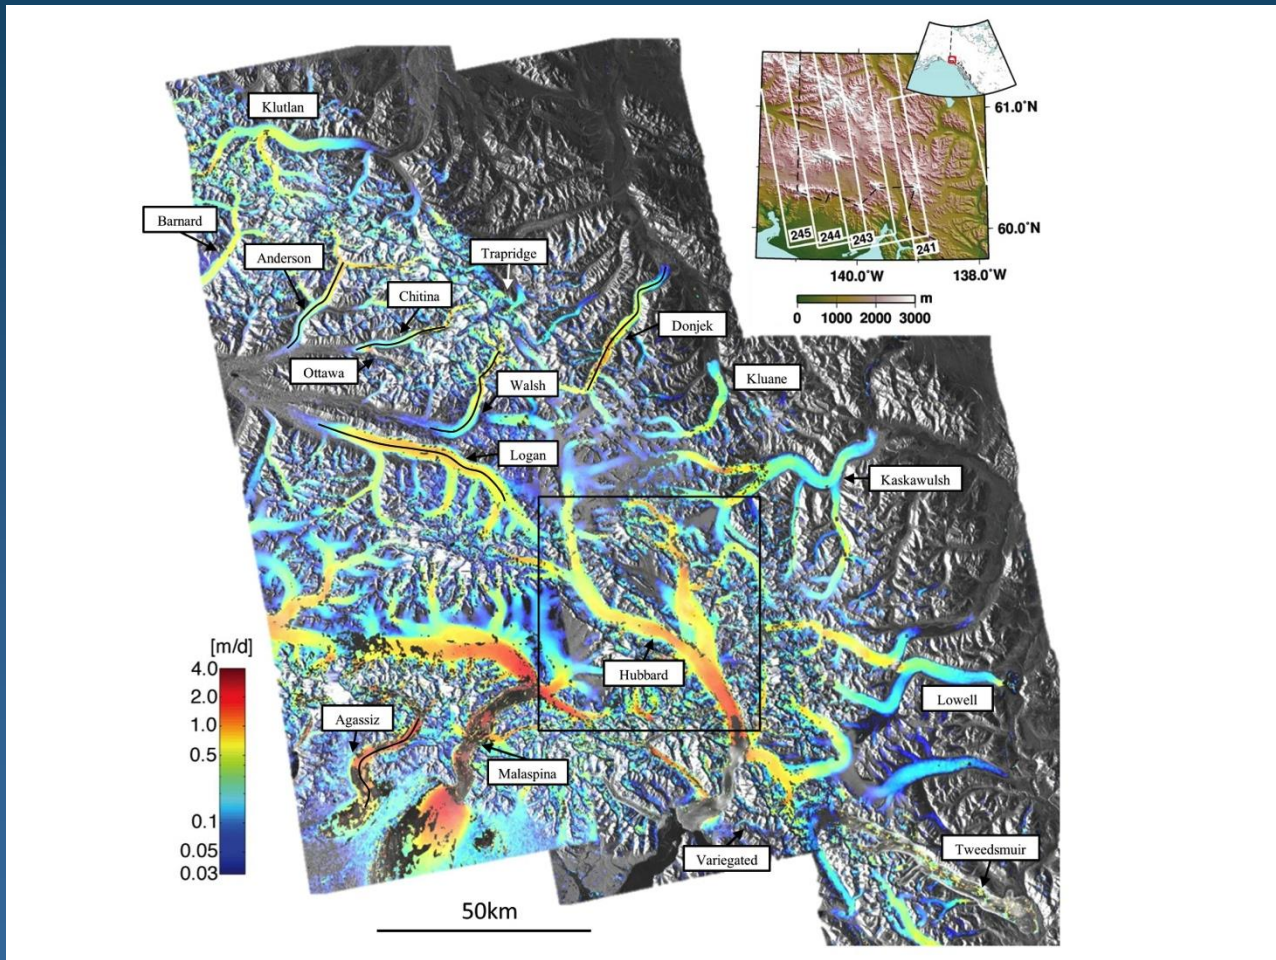 Klutlan
Barnard
Anderson
Trapridge
Chitina
Donjek
Ottawa
Walsh
Kluane
Logan
Kaskawulsh
Hubbard
Lowell
Agassiz
Malaspina
Variegated
Tweedsmuir
[m/d]
4.0
2.0
1.0
0.5
0.1
0.05
0.03
50km
61.0°N
60.0°N
245
244
243
241
140.0°W
138.0°W
m
0 1000 2000 3000